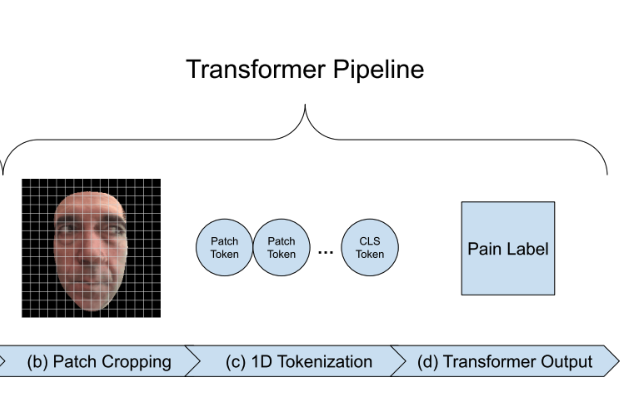 Transformer Pipeline
Patch
Token
Patch
Token
...
CLS
Token
Pain Label
(b) Patch Cropping
(c) 1D Tokenization
(d) Transformer Output